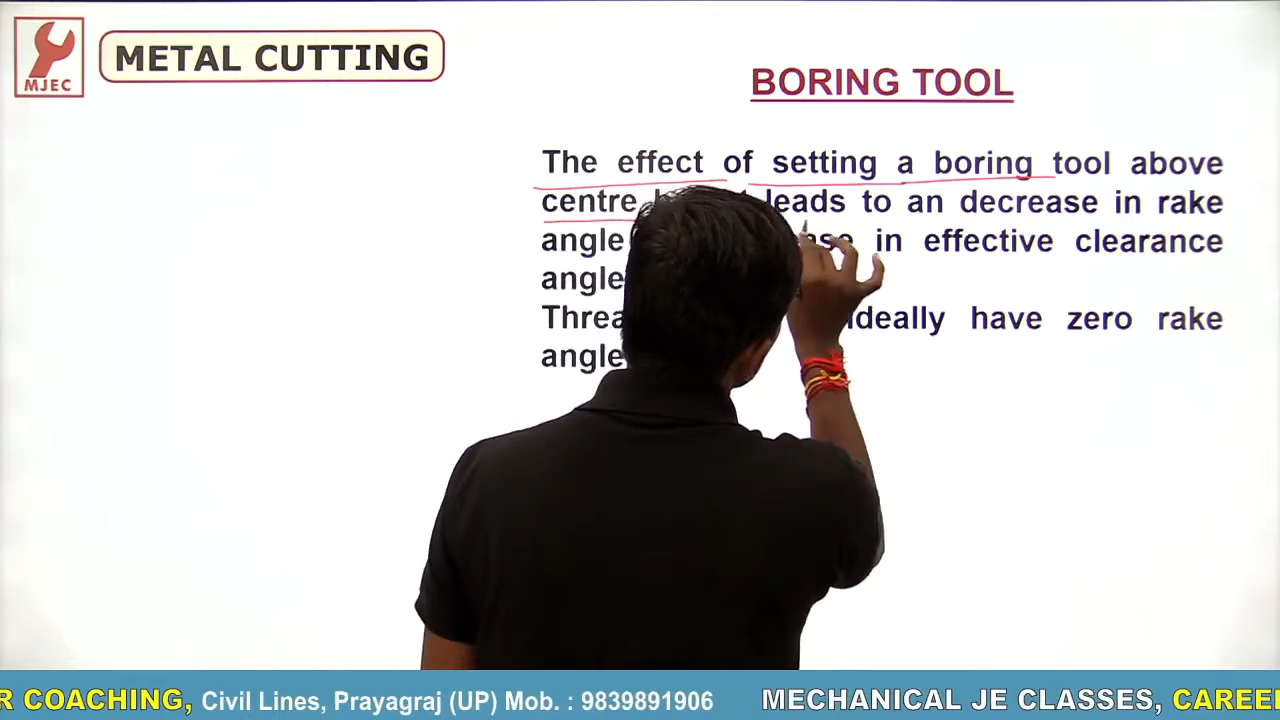 MJEC
METAL CUTTING
BORING TOOL
The effect of setting a boring tool above
centre leads to an decrease in rake
angle in effective clearance
angle
ideally have zero rake
angle
COACHING, Civil Lines, Prayagraj (UP) Mob. : 9839891906 MECHANICAL JE CLASSES,